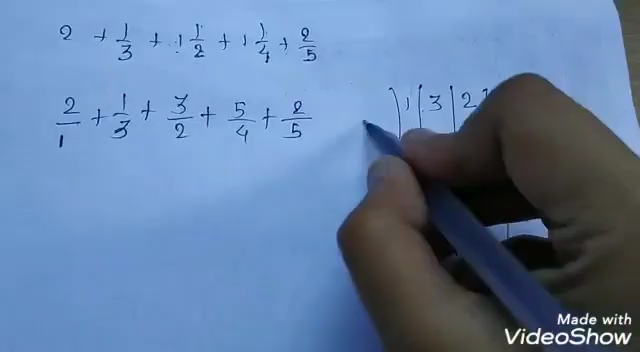 2 + 1/3 + 1 1/2 + 1 1/4 + 2/5
2/1 + 1/3 + 3/2 + 5/4 + 2/5
) 1 | 3 | 2
Made with
VideoShow